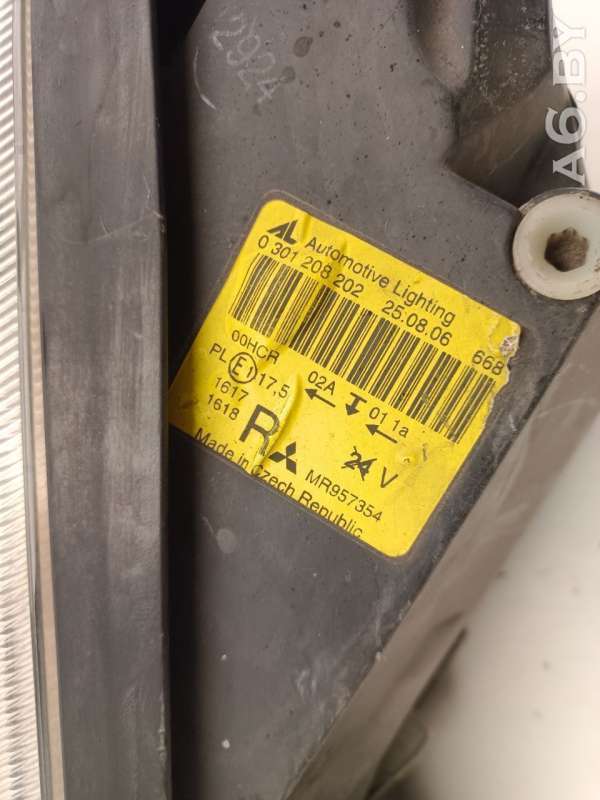 2924
A6.BY
AL Automotive Lighting
0 301 208 202 25.08.06 668
00HCR
PL E1 17,5 02A 01 1a
1617
1618 R 24 V
MR957354
Made in Czech Republic